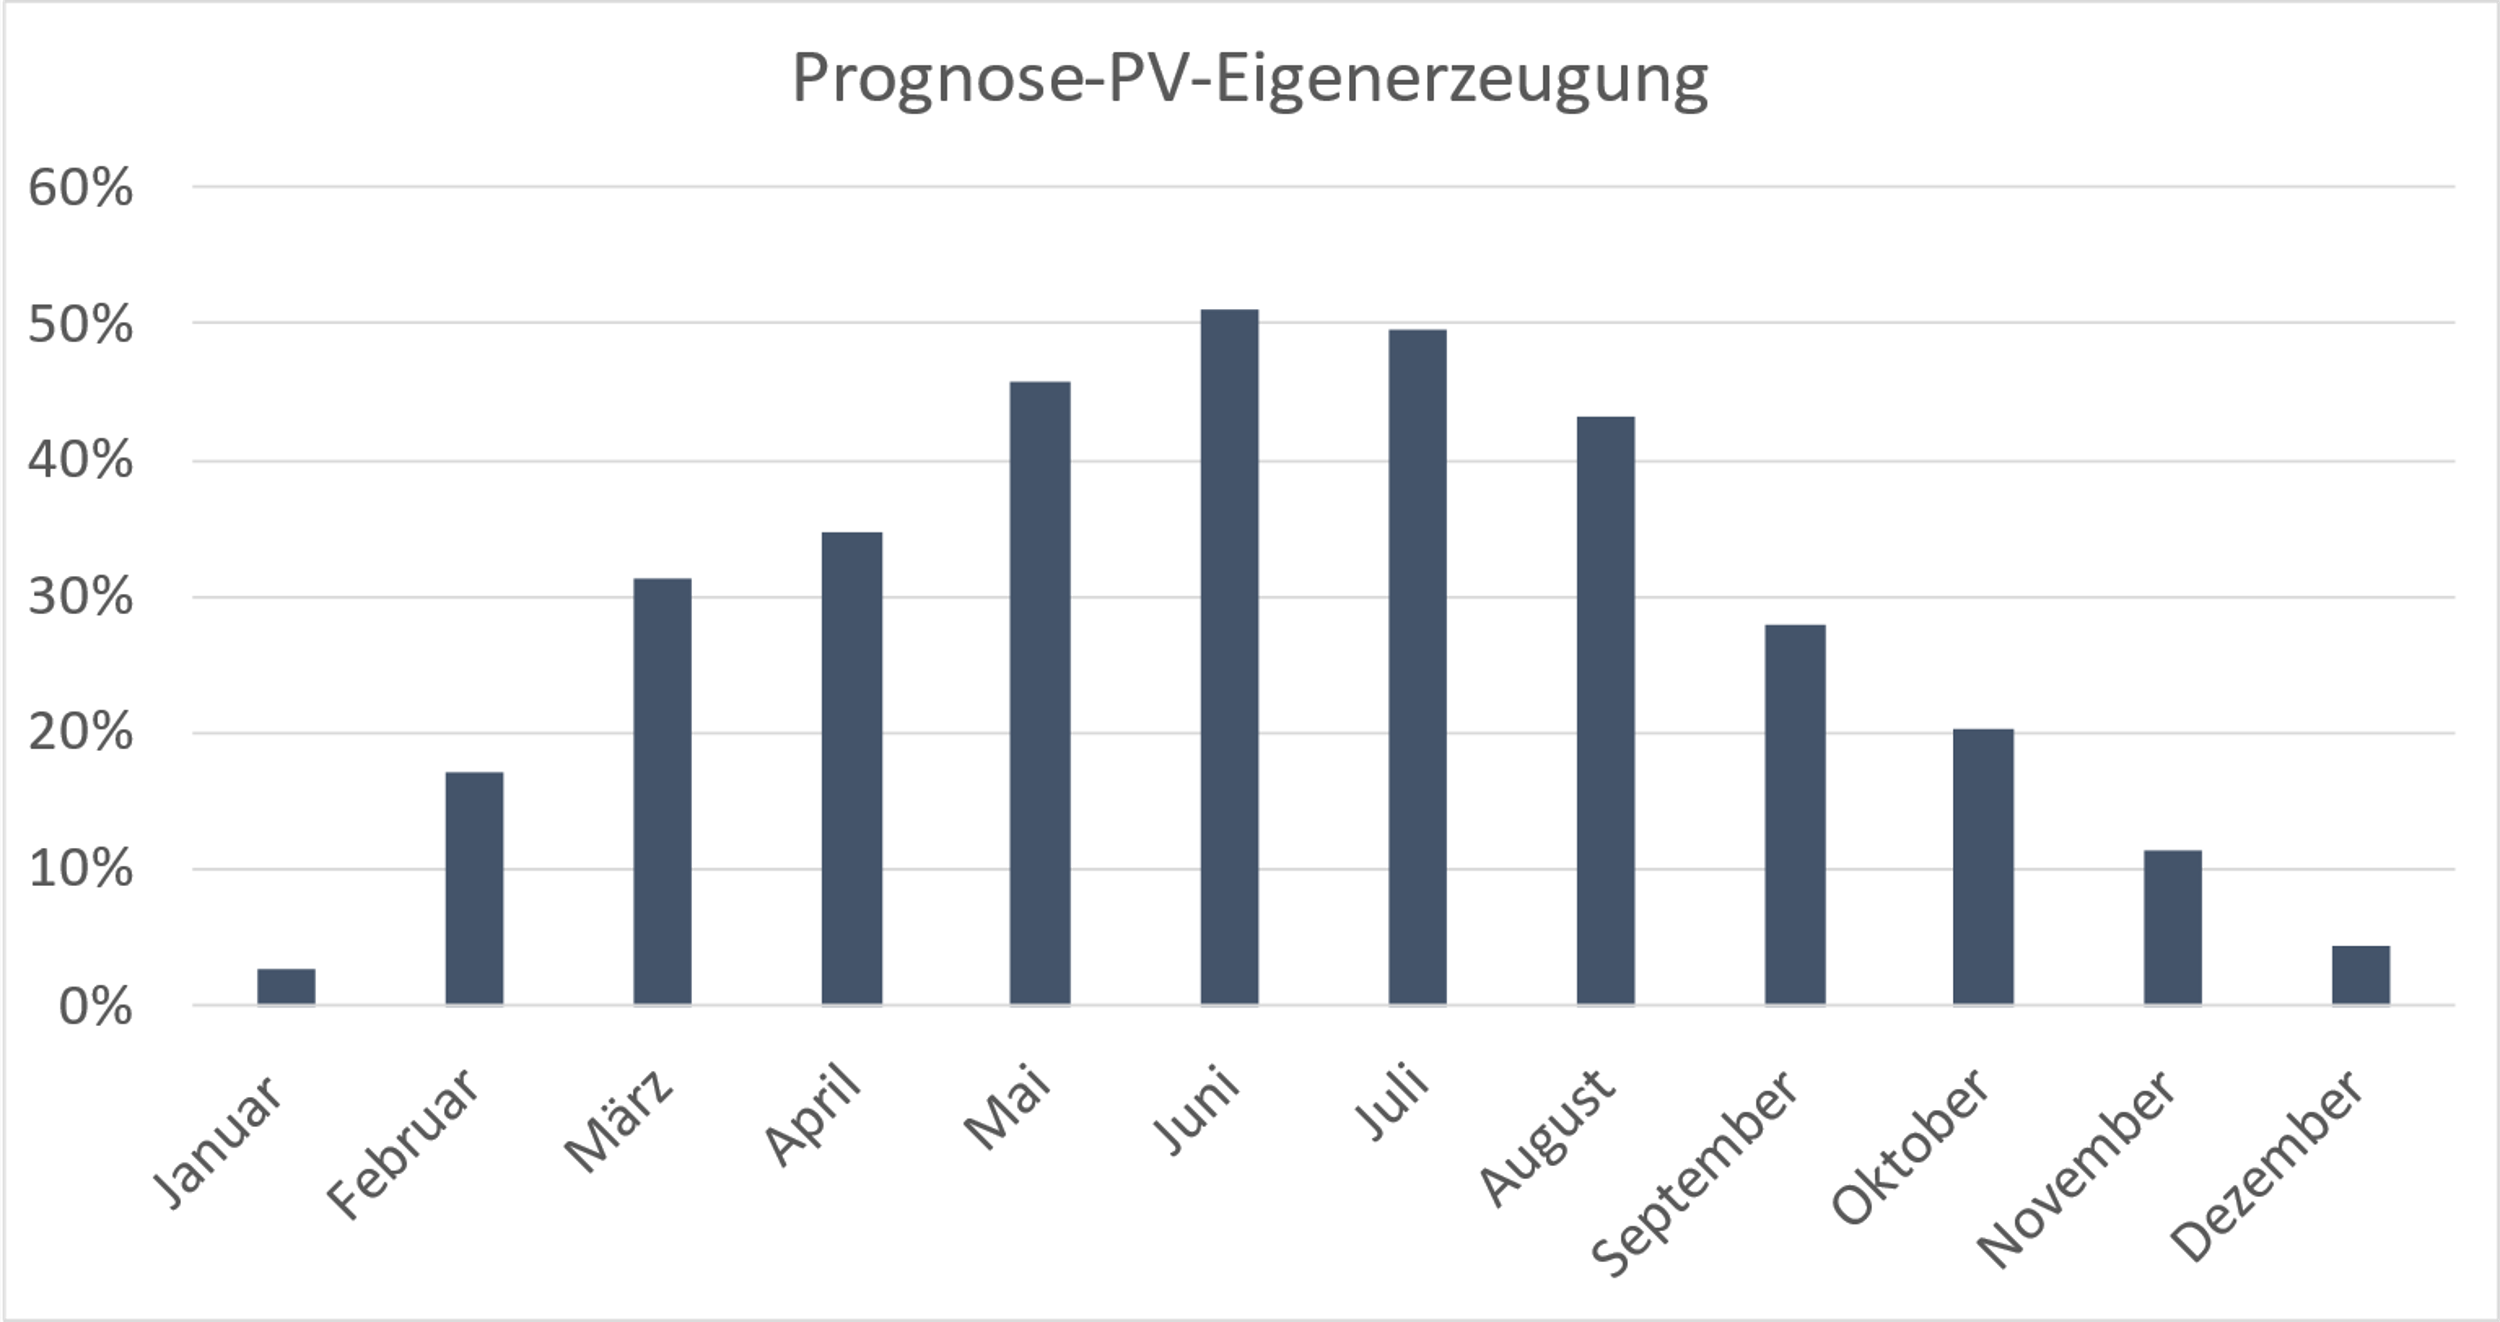 Prognose-PV-Eigenerzeugung
60%
50%
40%
30%
20%
10%
0%
Januar
Februar
März
April
Mai
Juni
Juli
August
September
Oktober
November
Dezember